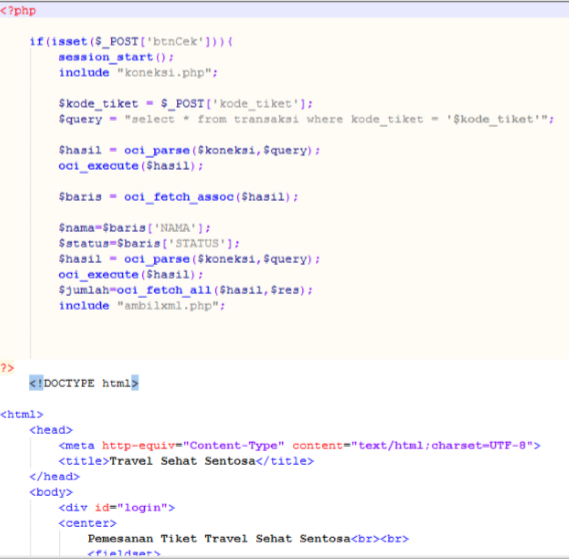 <?php
if(isset($_POST['btnCek'])){
session_start();
include "koneksi.php";
$kode_tiket = $_POST['kode_tiket'];
$query = "select * from transaksi where kode_tiket = '$kode_tiket'";
$hasil = oci_parse($koneksi,$query);
oci_execute($hasil);
$baris = oci_fetch_assoc($hasil);
$nama=$baris['NAMA'];
$status=$baris['STATUS'];
$hasil = oci_parse($koneksi,$query);
oci_execute($hasil);
$jumlah=oci_fetch_all($hasil,$res);
include "ambilxml.php";
?>
<!DOCTYPE html>
<html>
<head>
<meta http-equiv="Content-Type" content="text/html;charset=UTF-8">
<title>Travel Sehat Sentosa</title>
</head>
<body>
<div id="login">
<center>
Pemesanan Tiket Travel Sehat Sentosa<br><br>
<fieldset>